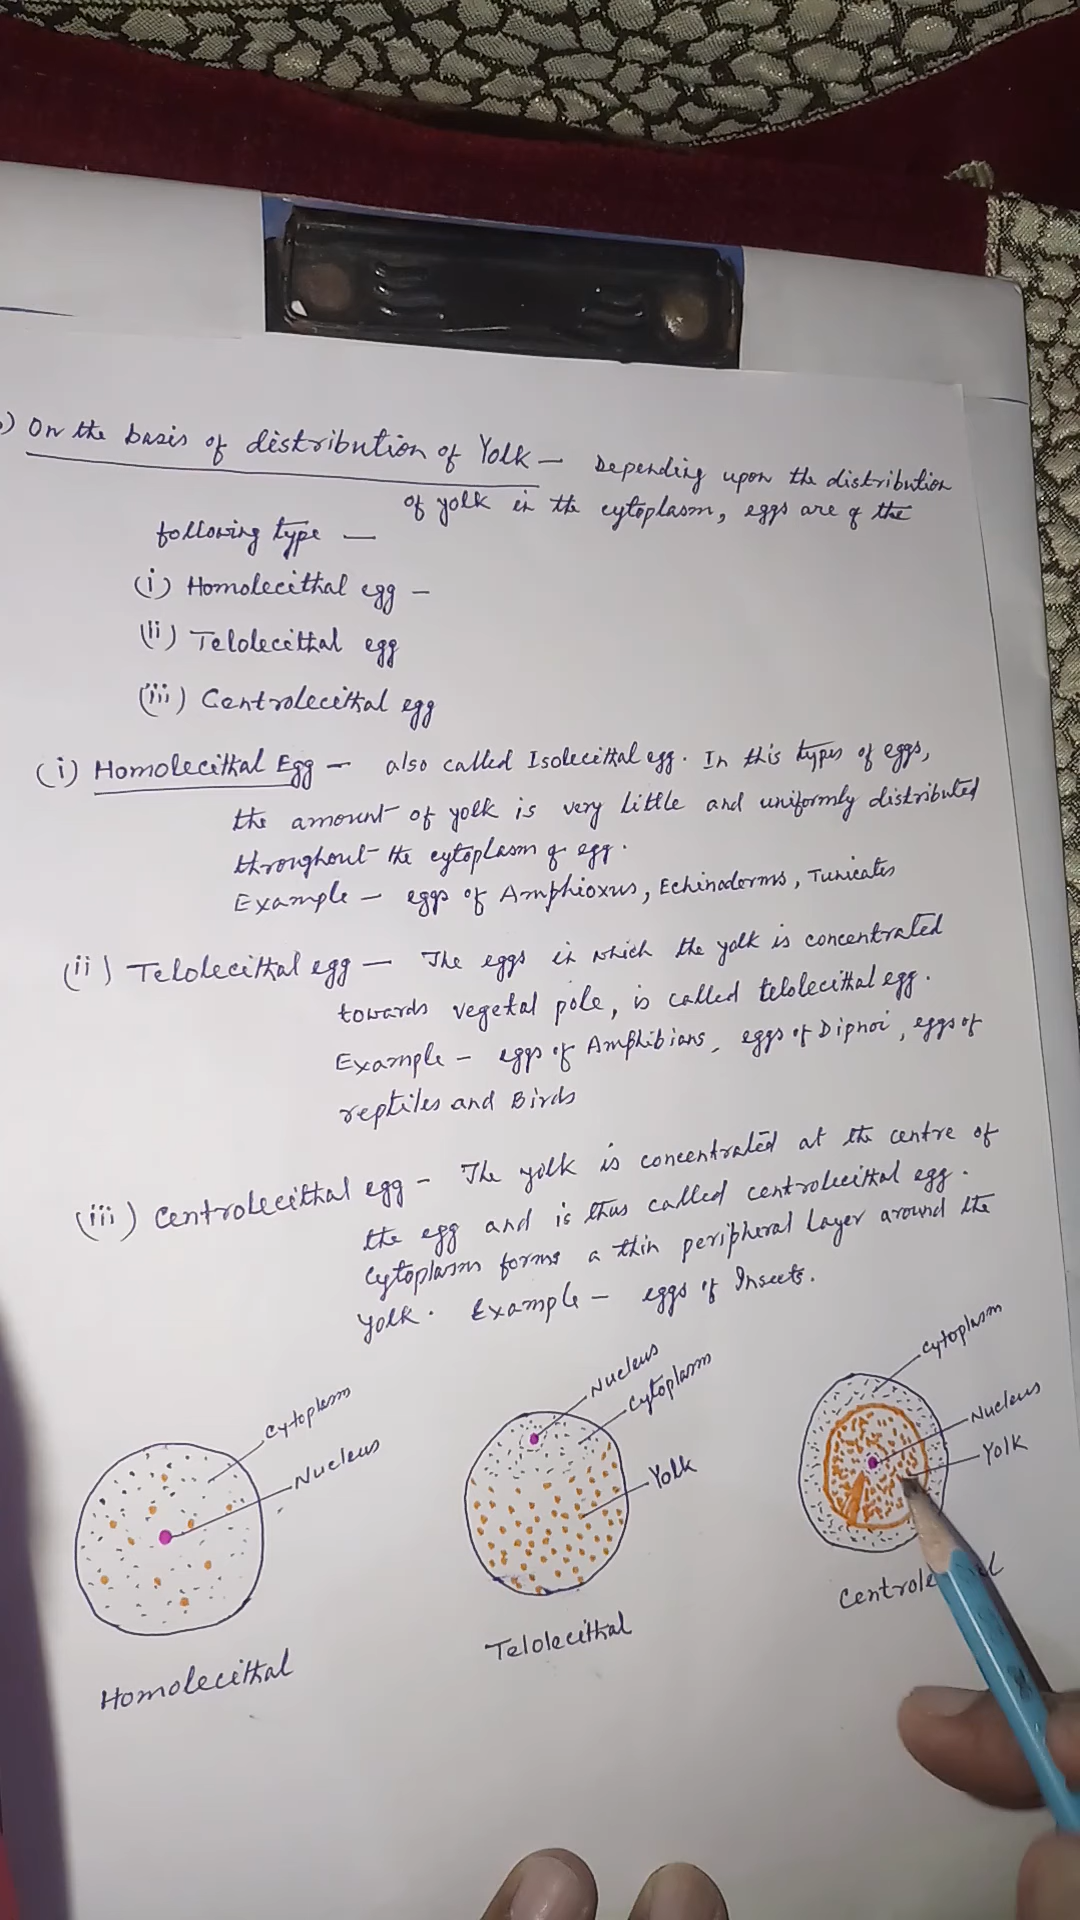 ) On the basis of distribution of Yolk — Depending upon the distribution
of yolk in the cytoplasm, eggs are of the
following type —
(i) Homolecithal egg –
(ii) Telolecithal egg
(iii) Centrolecithal egg
(i) Homolecithal Egg — also called Isolecithal egg. In this types of eggs,
the amount of yolk is very little and uniformly distributed
throughout the cytoplasm of egg.
Example — eggs of Amphioxus, Echinoderms, Tunicates
(ii) Telolecithal egg — The eggs in which the yolk is concentrated
towards vegetal pole, is called telolecithal egg.
Example – eggs of Amphibians, eggs of Dipnoi, eggs of
reptiles and Birds
(iii) Centrolecithal egg – The yolk is concentrated at the centre of
the egg and is thus called centrolecithal egg.
Cytoplasm forms a thin peripheral layer around the
yolk. Example – eggs of Insects.
Cytoplasm
Nucleus
Homolecithal
Nucleus
Cytoplasm
Yolk
Telolecithal
Cytoplasm
Nucleus
Yolk